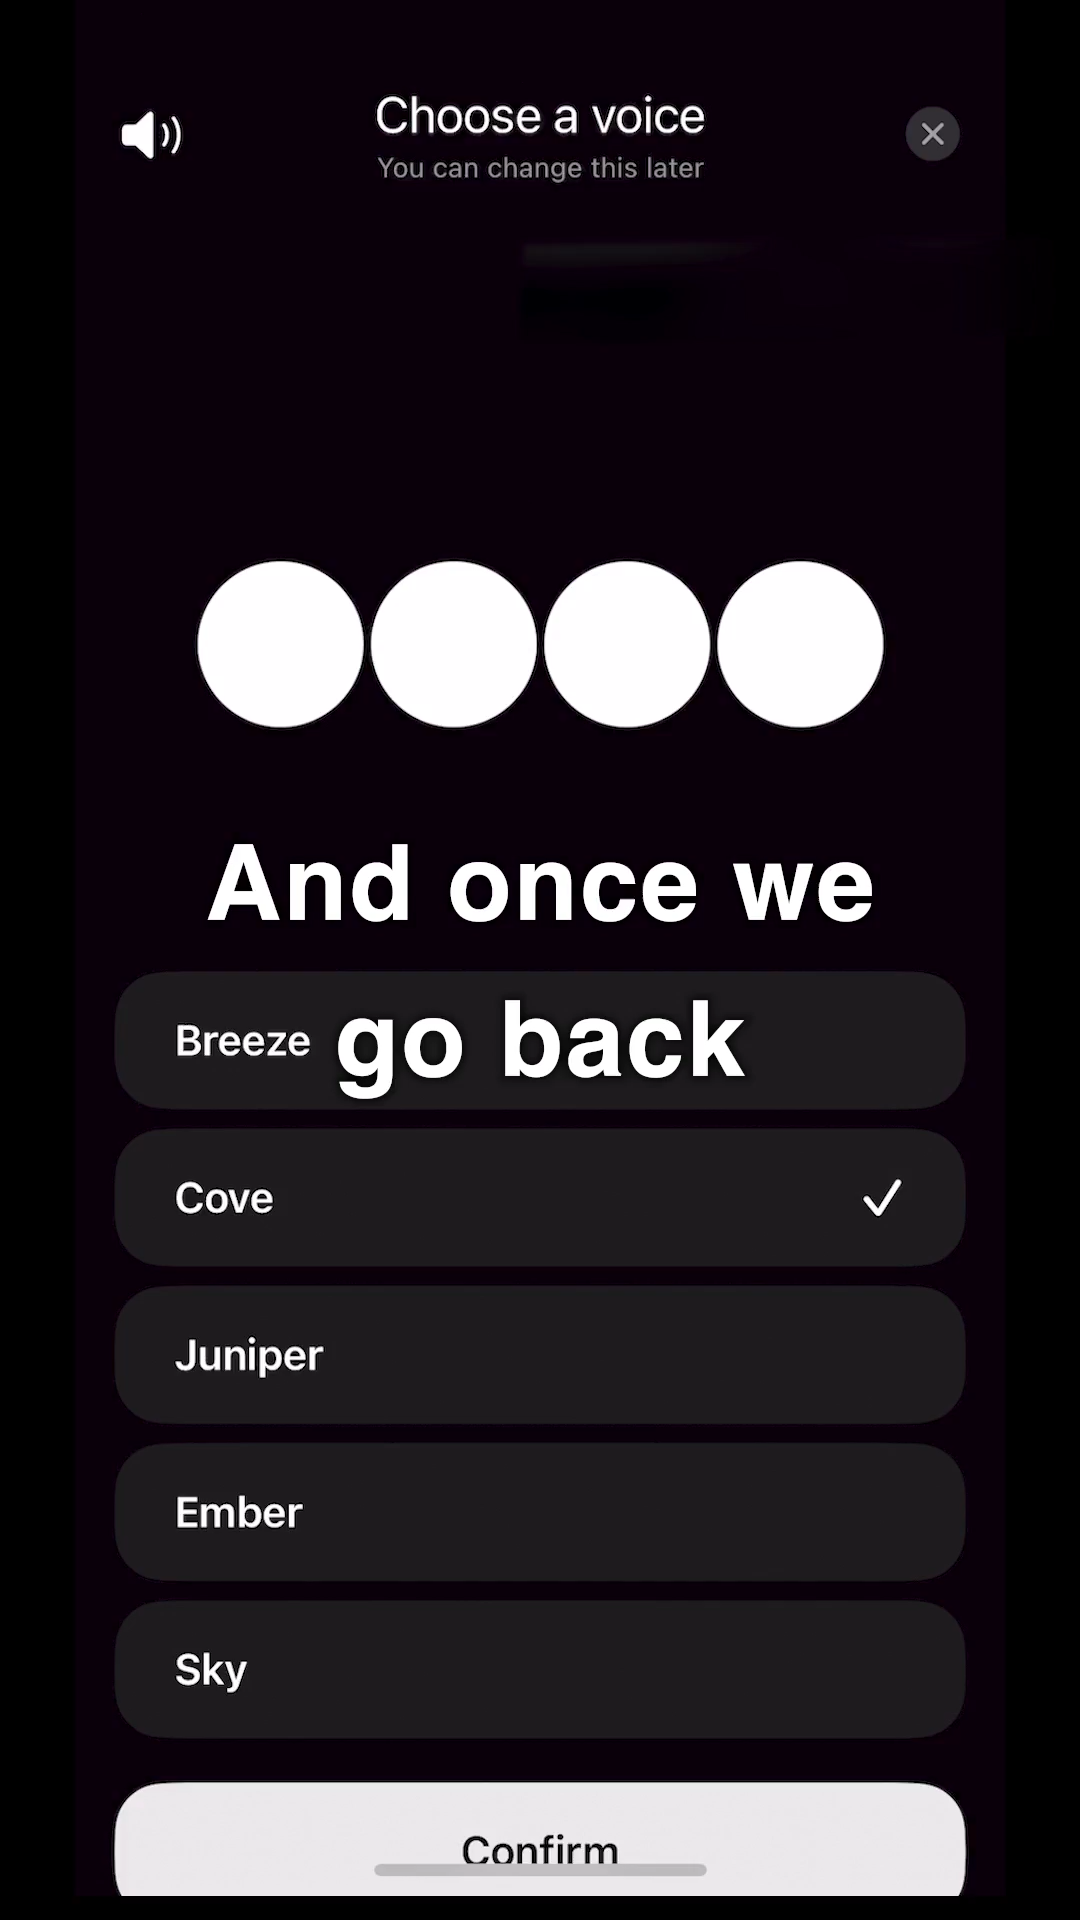 Choose a voice
You can change this later
And once we
go back
Breeze
Cove
Juniper
Ember
Sky
Confirm